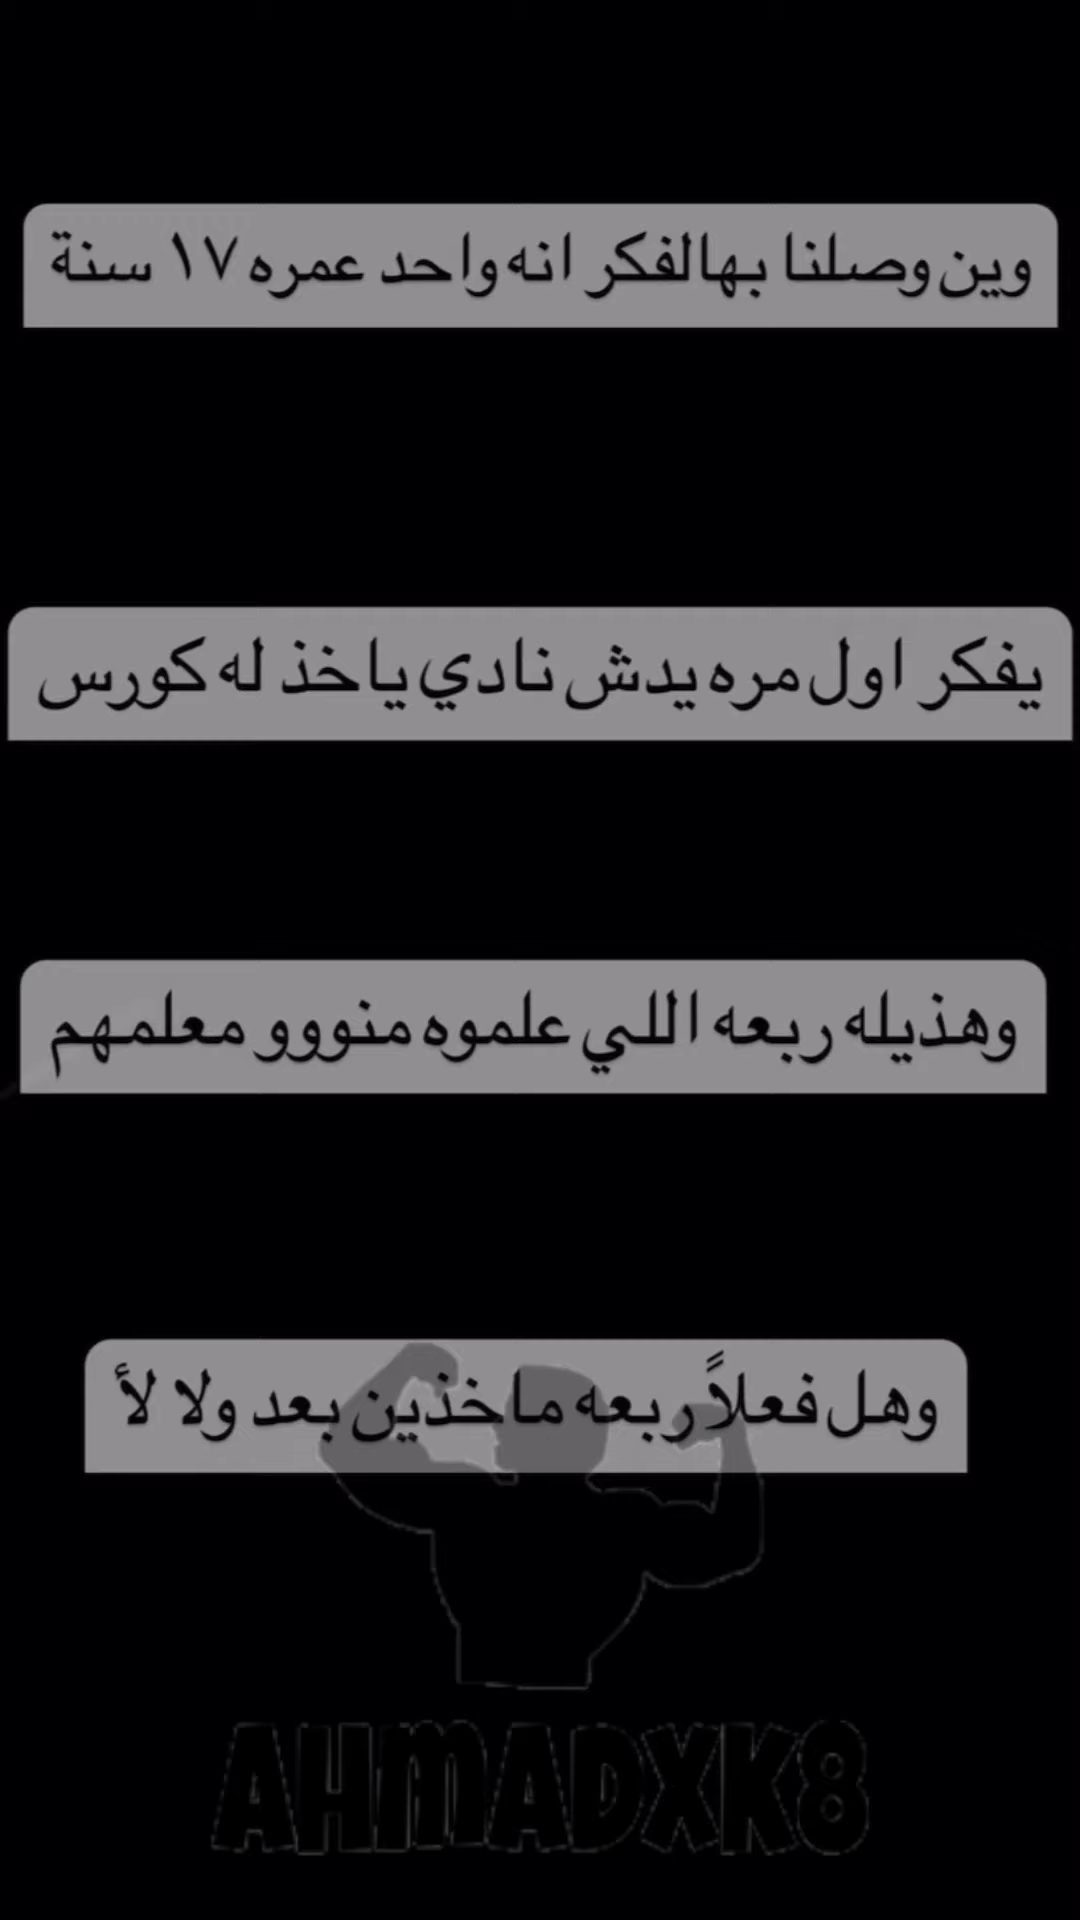 وين وصلنا بهالفكر انه واحد عمره ١٧ سنة
يفكر اول مره يدش نادي ياخذ له كورس
وهذيله ربعه اللي علموه منووو معلمهم
وهل فعلاً ربعه ماخذين بعد ولا لأ
AHMADXK8